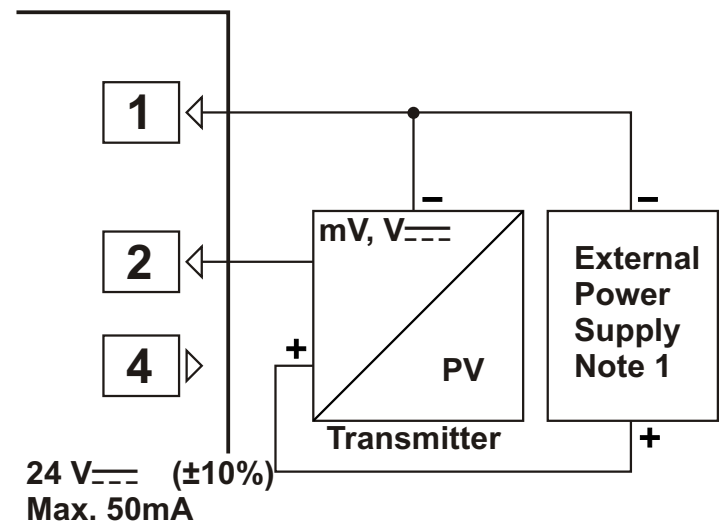 1
2
4
mV, V⎓
PV
Transmitter
External
Power
Supply
Note 1
24 V⎓ (±10%)
Max. 50mA
−
−
+
+